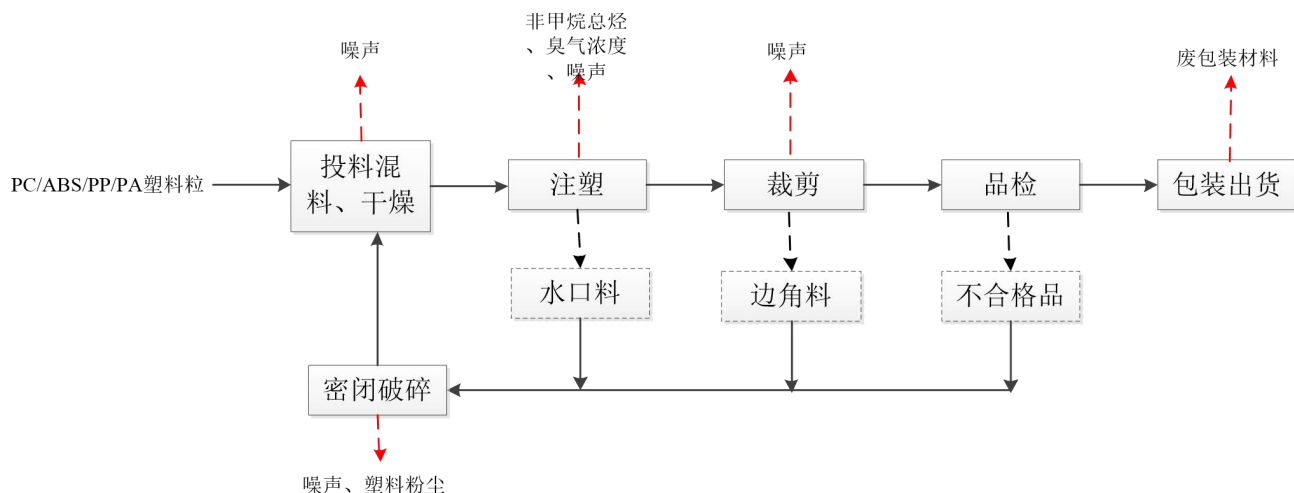 非甲烷总烃
、臭气浓度
、噪声
噪声
噪声
废包装材料
PC/ABS/PP/PA塑料粒
投料混
料、干燥
注塑
裁剪
品检
包装出货
水口料
边角料
不合格品
密闭破碎
噪声、塑料粉尘